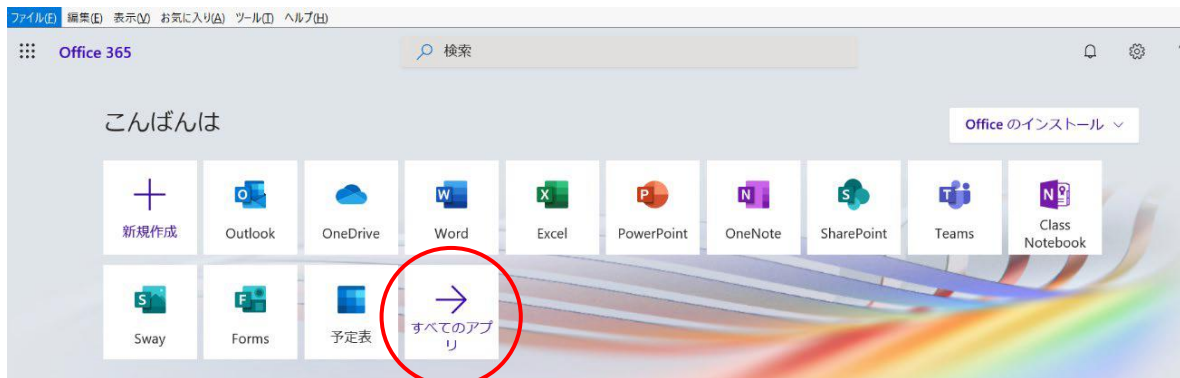 ファイル(F) 編集(E) 表示(V) お気に入り(A) ツール(T) ヘルプ(H)
Office 365
検索
こんばんは
Office のインストール
新規作成
Outlook
OneDrive
Word
Excel
PowerPoint
OneNote
SharePoint
Teams
Class
Notebook
Sway
Forms
予定表
すべてのアプ
リ